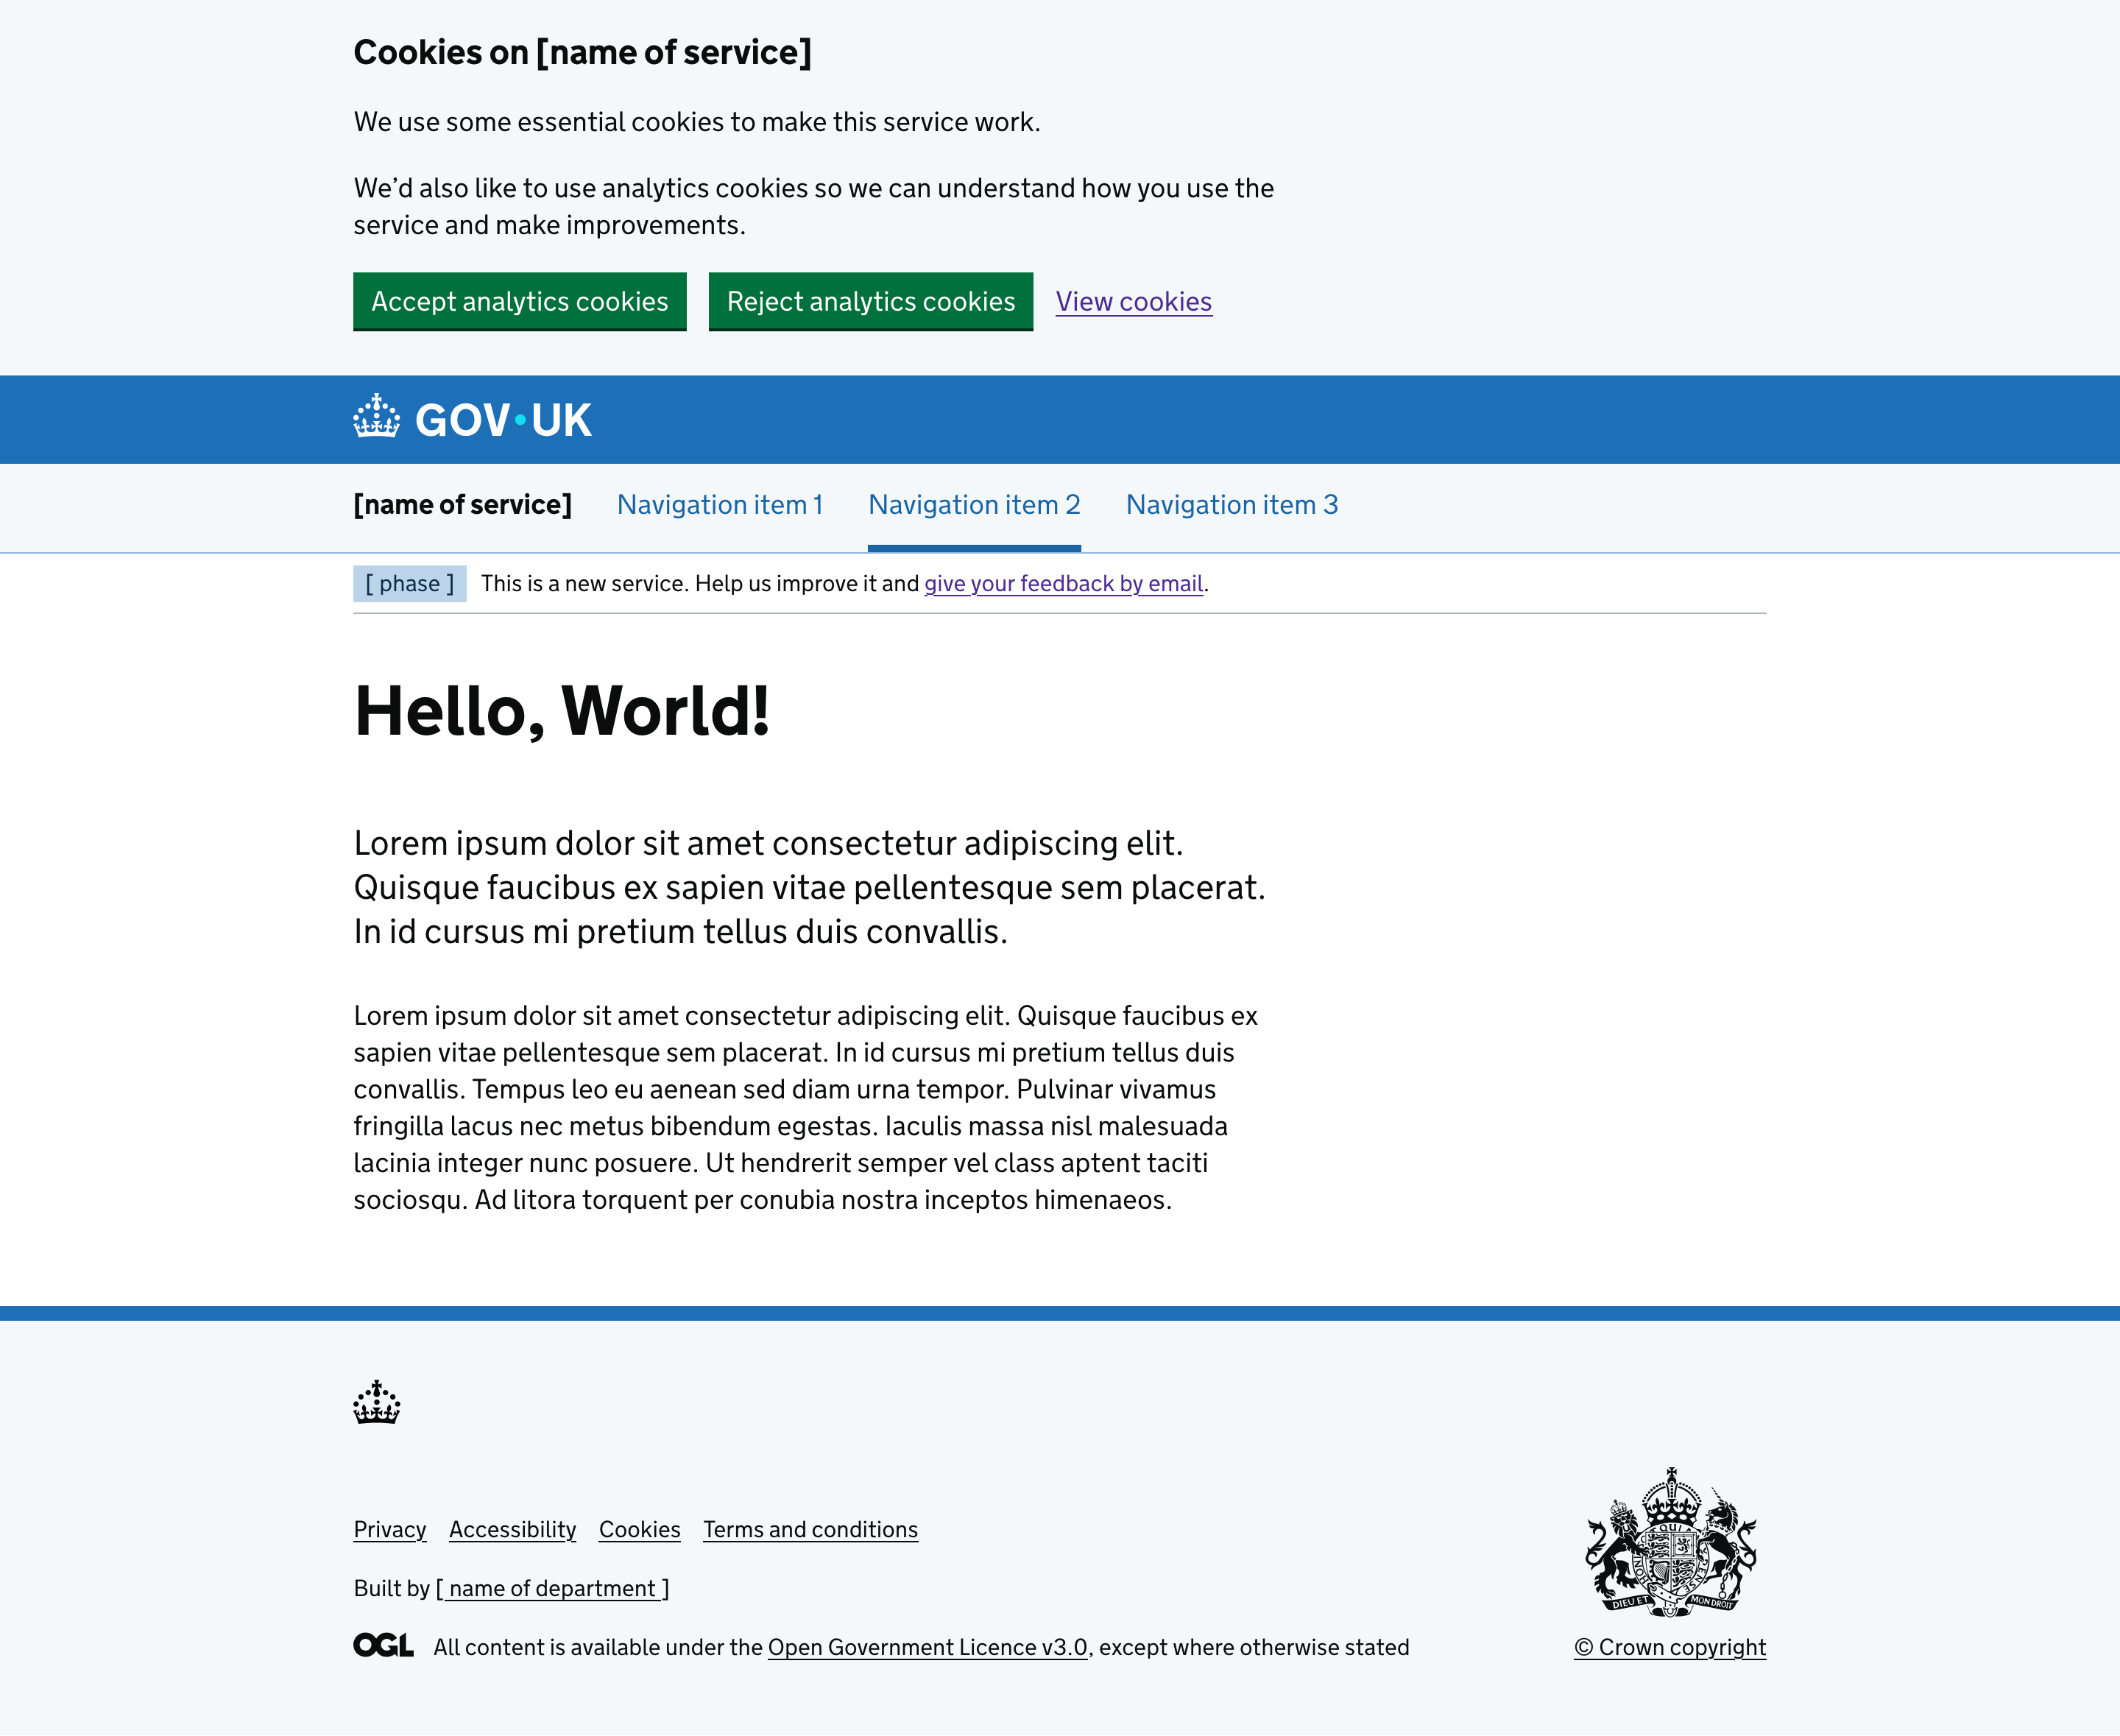 Cookies on [name of service]
We use some essential cookies to make this service work.
We’d also like to use analytics cookies so we can understand how you use the
service and make improvements.
Accept analytics cookies Reject analytics cookies View cookies
GOV·UK
[name of service] Navigation item 1 Navigation item 2 Navigation item 3
[ phase ] This is a new service. Help us improve it and give your feedback by email.
Hello, World!
Lorem ipsum dolor sit amet consectetur adipiscing elit.
Quisque faucibus ex sapien vitae pellentesque sem placerat.
In id cursus mi pretium tellus duis convallis.
Lorem ipsum dolor sit amet consectetur adipiscing elit. Quisque faucibus ex
sapien vitae pellentesque sem placerat. In id cursus mi pretium tellus duis
convallis. Tempus leo eu aenean sed diam urna tempor. Pulvinar vivamus
fringilla lacus nec metus bibendum egestas. Iaculis massa nisl malesuada
lacinia integer nunc posuere. Ut hendrerit semper vel class aptent taciti
sociosqu. Ad litora torquent per conubia nostra inceptos himenaeos.
Privacy Accessibility Cookies Terms and conditions
Built by [ name of department ]
DIEU ET MON DROIT
OGL All content is available under the Open Government Licence v3.0, except where otherwise stated
© Crown copyright